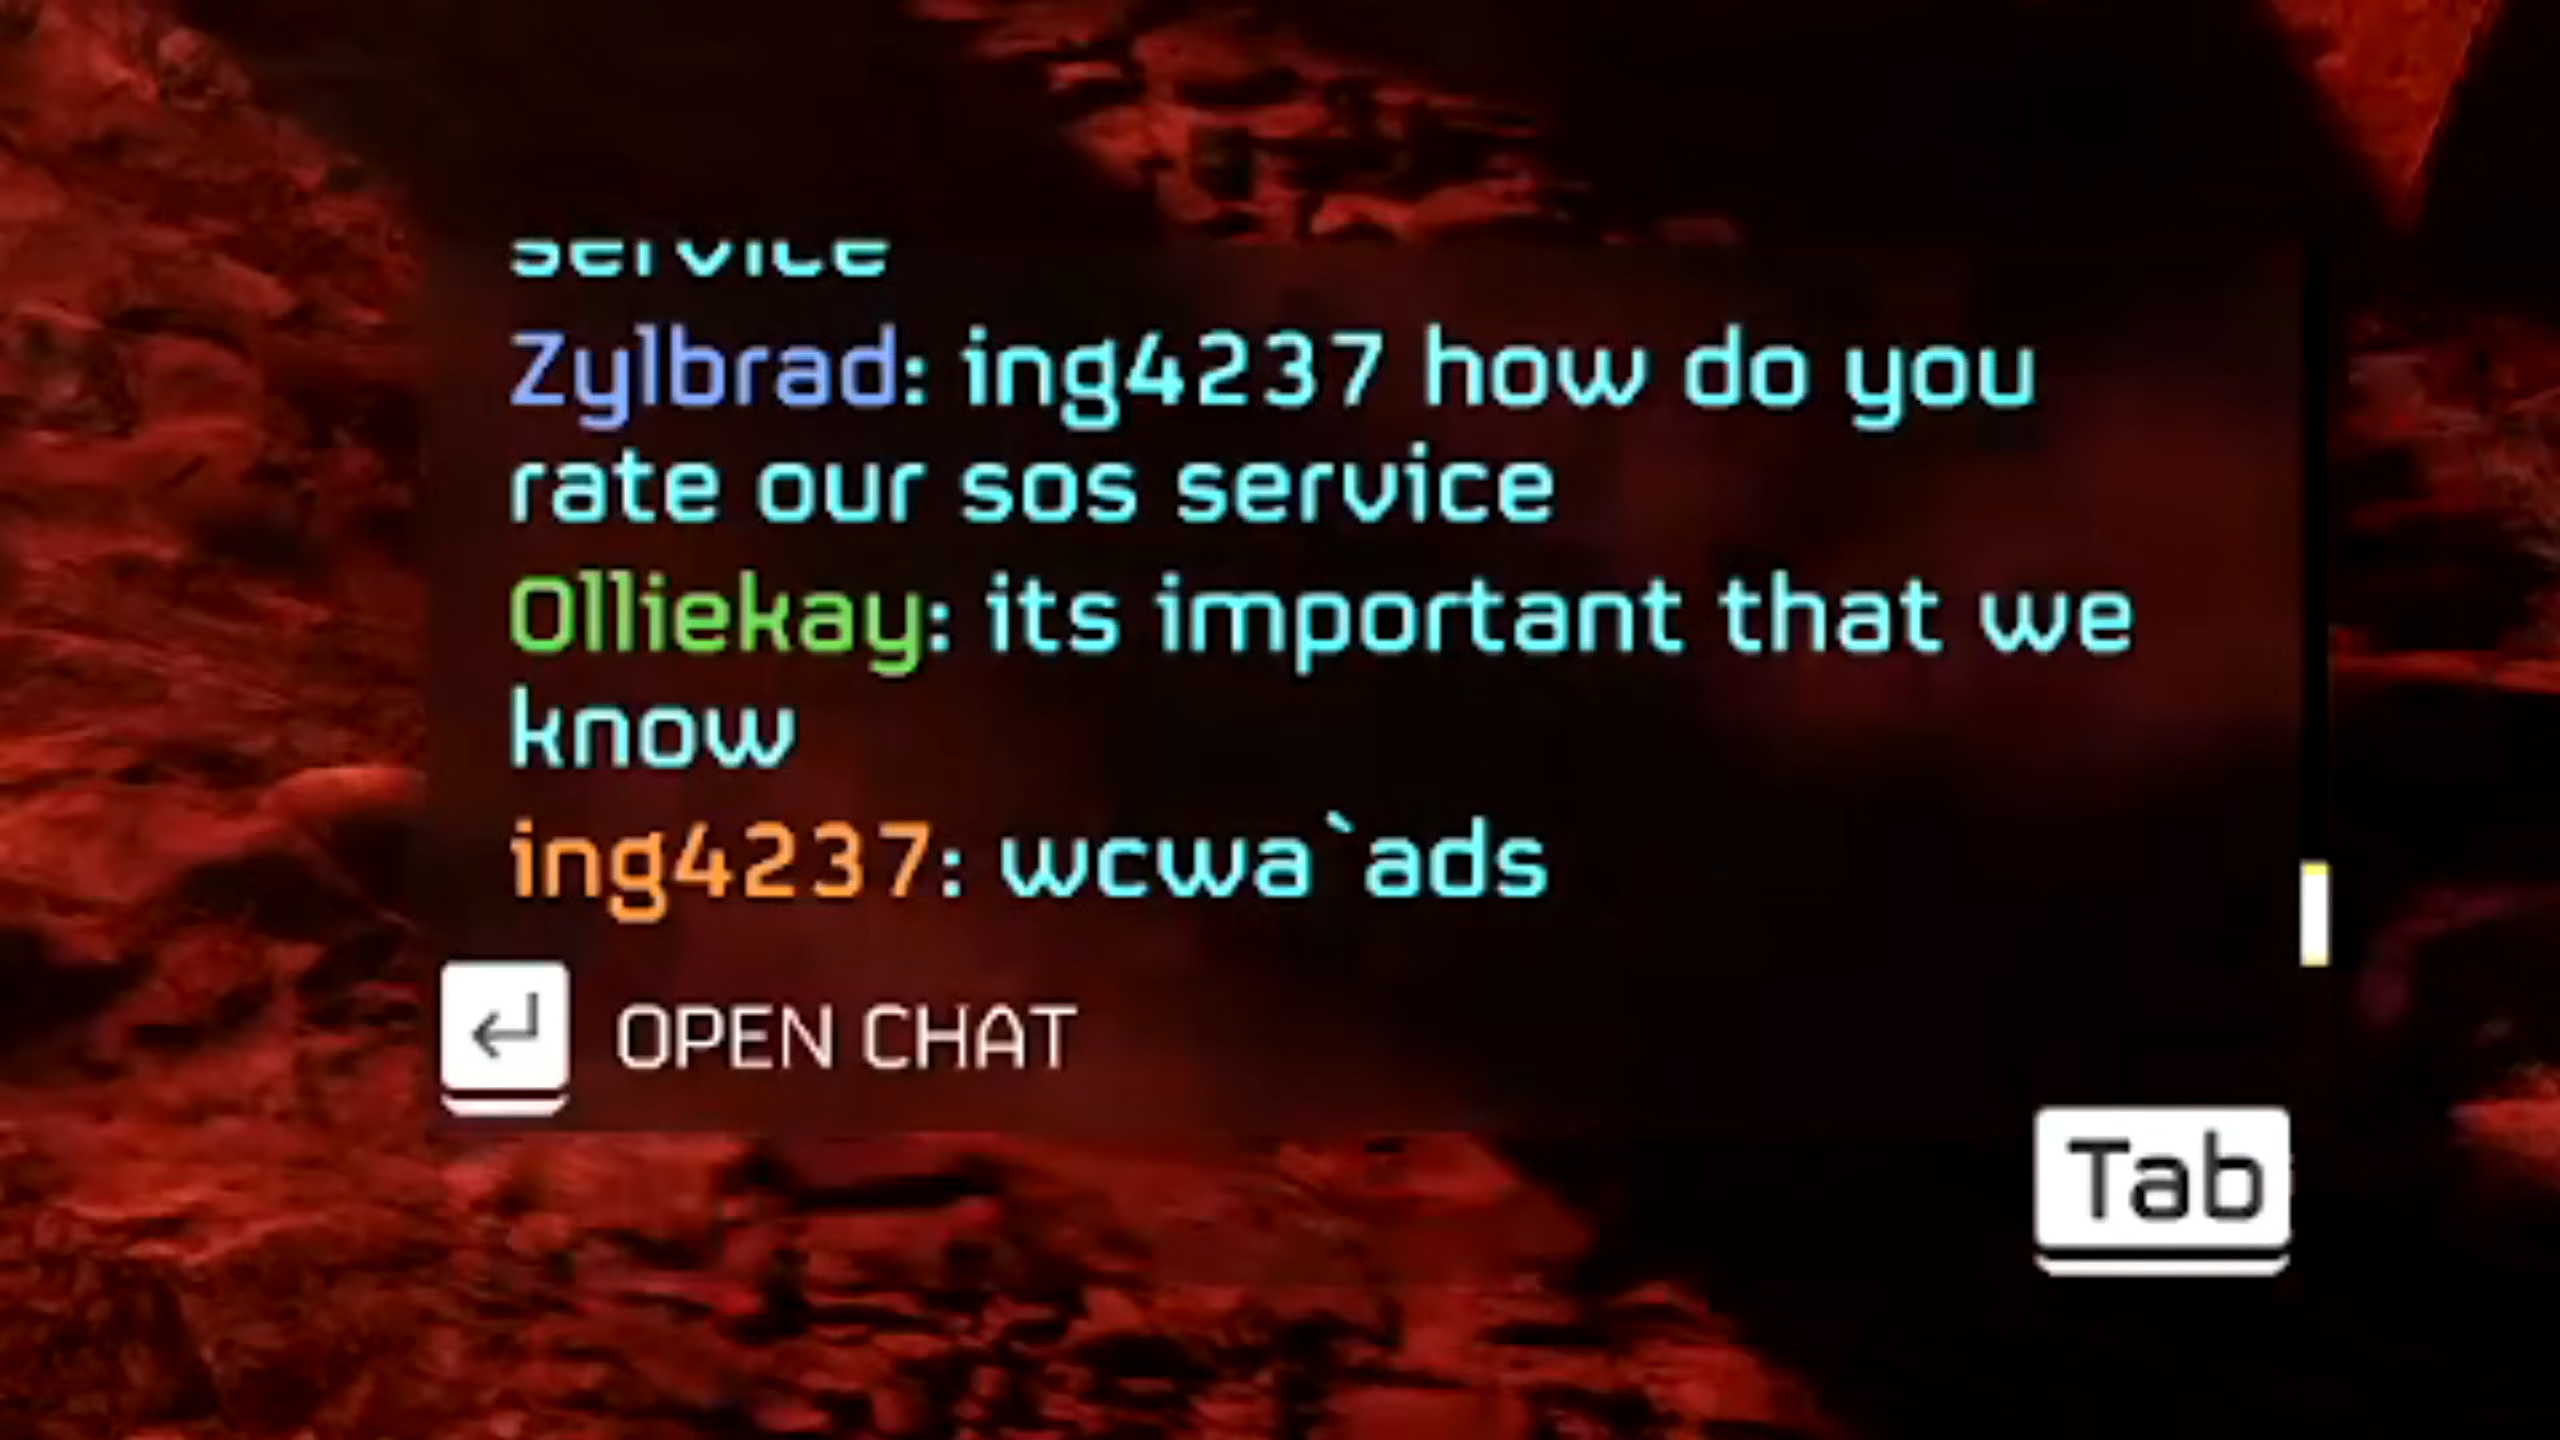 service
Zylbrad: ing4237 how do you
rate our sos service
Olliekay: its important that we
know
ing4237: wcwa`ads
OPEN CHAT
Tab